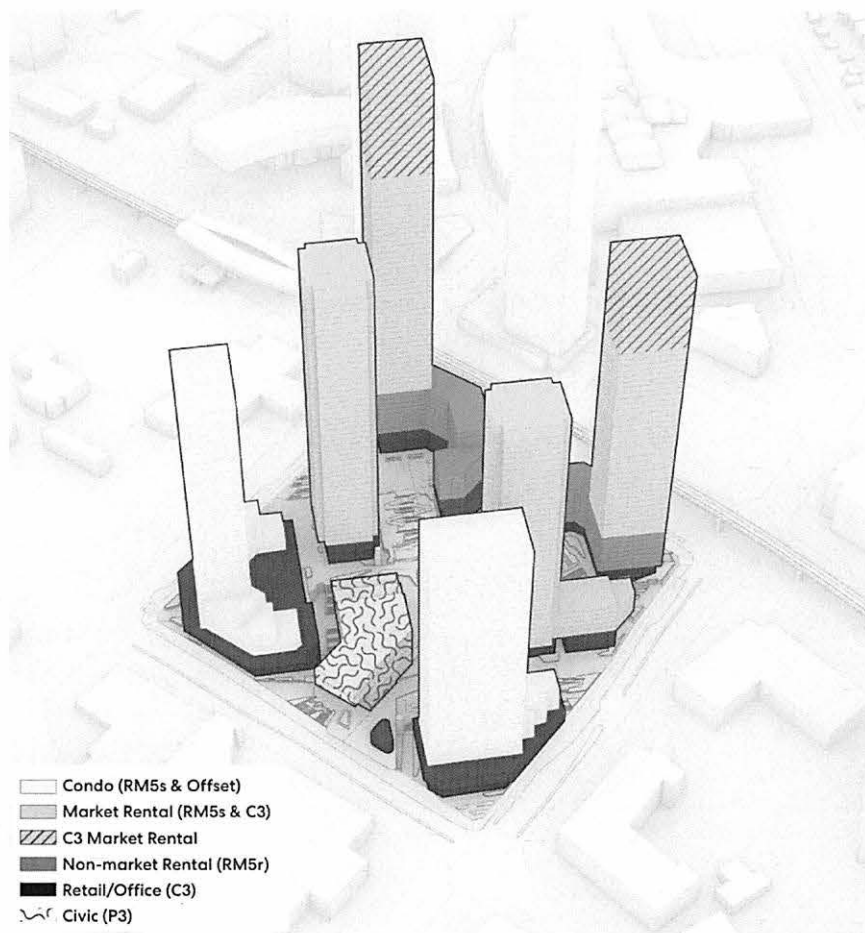 Condo (RM5s & Offset)
Market Rental (RM5s & C3)
C3 Market Rental
Non-market Rental (RM5r)
Retail/Office (C3)
Civic (P3)